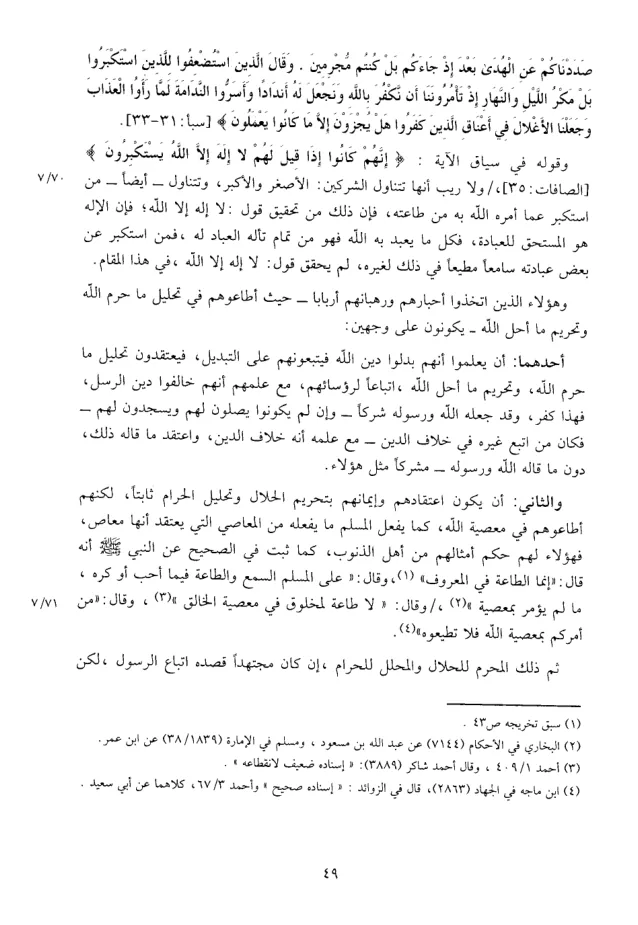 صَدَدْنَاكُمْ عَنِ الْهُدَىٰ بَعْدَ إِذْ جَاءَكُم بَلْ كُنتُم مُّجْرِمِينَ . وَقَالَ الَّذِينَ اسْتُضْعِفُوا لِلَّذِينَ اسْتَكْبَرُوا
بَلْ مَكْرُ اللَّيْلِ وَالنَّهَارِ إِذْ تَأْمُرُونَنَا أَن نَّكْفُرَ بِاللَّهِ وَنَجْعَلَ لَهُ أَندَادًا وَأَسَرُّوا النَّدَامَةَ لَمَّا رَأَوُا الْعَذَابَ
وَجَعَلْنَا الأَغْلَالَ فِي أَعْنَاقِ الَّذِينَ كَفَرُوا هَلْ يُجْزَوْنَ إِلاَّ مَا كَانُوا يَعْمَلُونَ ﴾ [سبأ: ٣١-٣٣].
وقوله في سياق الآية : ﴿ إِنَّهُمْ كَانُوا إِذَا قِيلَ لَهُمْ لا إِلَهَ إِلاَّ اللَّهُ يَسْتَكْبِرُونَ ﴾
٧/٧٠ [الصافات: ٣٥]،/ولا ريب أنها تتناول الشركين: الأصغر والأكبر، وتتناول ــ أيضاً ــ من
استكبر عما أمره الله به من طاعته، فإن ذلك من تحقيق قول :لا إله إلا الله؛ فإن الإله
هو المستحق للعبادة، فكل ما يعبد به الله فهو من تمام تأله العباد له ،فمن استكبر عن
بعض عبادته سامعاً مطيعاً في ذلك لغيره، لم يحقق قول: لا إله إلا الله ،في هذا المقام.
وهؤلاء الذين اتخذوا أحبارهم ورهبانهم أربابا ــ حيث أطاعوهم في تحليل ما حرم الله
وتحريم ما أحل الله ـ يكونون على وجهين:
أحدهما: أن يعلموا أنهم بدلوا دين الله فيتبعونهم على التبديل، فيعتقدون تحليل ما
حرم الله، وتحريم ما أحل الله ،اتباعاً لرؤسائهم، مع علمهم أنهم خالفوا دين الرسل،
فهذا كفر، وقد جعله الله ورسوله شركاً ــ وإن لم يكونوا يصلون لهم ويسجدون لهم ــ
فكان من اتبع غيره في خلاف الدين ــ مع علمه أنه خلاف الدين، واعتقد ما قاله ذلك،
دون ما قاله الله ورسوله ــ مشركاً مثل هؤلاء.
والثاني: أن يكون اعتقادهم وإيمانهم بتحريم الحلال وتحليل الحرام ثابتاً، لكنهم
أطاعوهم في معصية الله، كما يفعل المسلم ما يفعله من المعاصي التي يعتقد أنها معاص،
فهؤلاء لهم حكم أمثالهم من أهل الذنوب، كما ثبت في الصحيح عن النبي ﷺ أنه
قال:«إنما الطاعة في المعروف» (١)،وقال:« على المسلم السمع والطاعة فيما أحب أو كره ،
٧/٧١ ما لم يؤمر بمعصية »(٢) ،/وقال: « لا طاعة لمخلوق في معصية الخالق »(٣) ، وقال:«من
أمركم بمعصية الله فلا تطيعوه»(٤).
ثم ذلك المحرم للحلال والمحلل للحرام ،إن كان مجتهداً قصده اتباع الرسول ،لكن
(١) سبق تخريجه ص٤٣ .
(٢) البخاري في الأحكام (٧١٤٤) عن عبد الله بن مسعود ، ومسلم في الإمارة (٣٨/١٨٣٩) عن ابن عمر.
(٣) أحمد ٤٠٩/١ ، وقال أحمد شاكر (٣٨٨٩): « إسناده ضعيف لانقطاعه » .
(٤) ابن ماجه في الجهاد (٢٨٦٣)، قال في الزوائد : « إسناده صحيح » وأحمد ٦٧/٣، كلاهما عن أبي سعيد .
٤٩